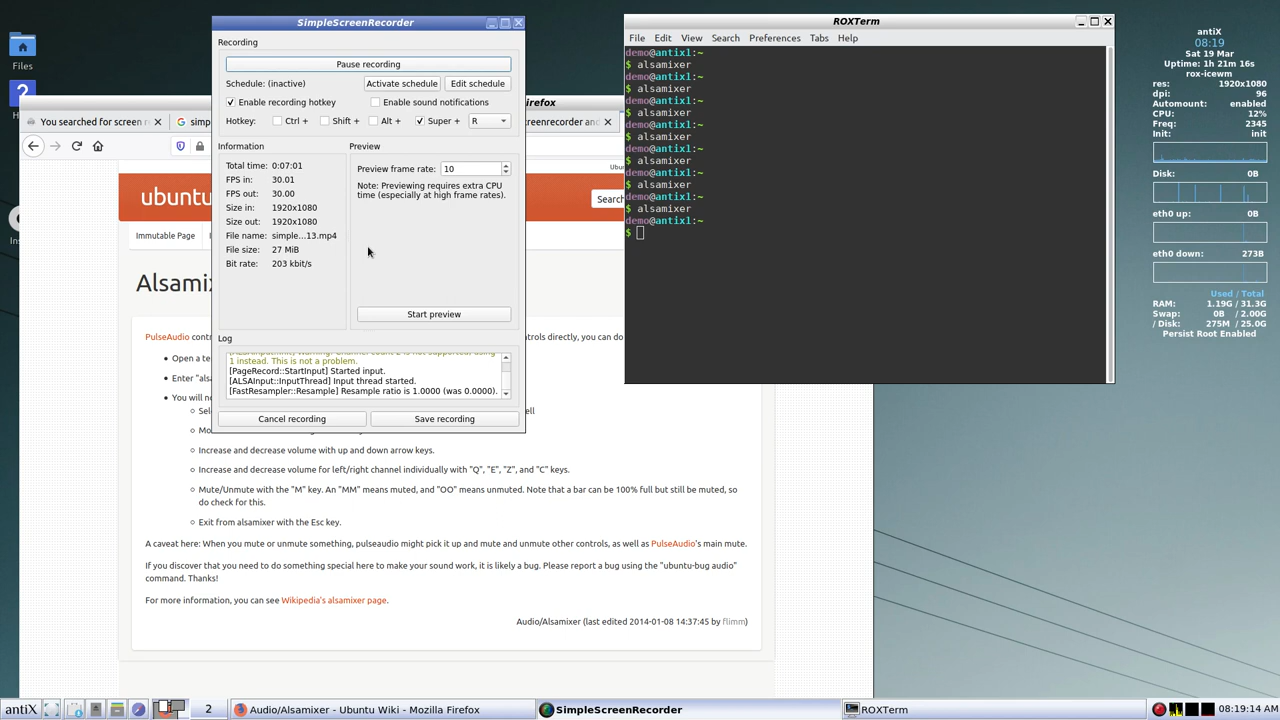 Files
SimpleScreenRecorder
Recording
Pause recording
Schedule: (inactive)
Activate schedule
Edit schedule
Enable recording hotkey
Enable sound notifications
Hotkey:
Ctrl +
Shift +
Alt +
Super +
R
Information
Total time: 0:07:01
FPS in: 30.01
FPS out: 30.00
Size in: 1920x1080
Size out: 1920x1080
File name: simple...13.mp4
File size: 27 MiB
Bit rate: 203 kbit/s
Preview
Preview frame rate: 10
Note: Previewing requires extra CPU
time (especially at high frame rates).
Start preview
Log
1 instead. This is not a problem.
[PageRecord::StartInput] Started input.
[ALSAInput::InputThread] Input thread started.
[FastResampler::Resample] Resample ratio is 1.0000 (was 0.0000).
Cancel recording
Save recording
ROXTerm
File Edit View Search Preferences Tabs Help
demo@antix1:~
$ alsamixer
demo@antix1:~
$ alsamixer
demo@antix1:~
$ alsamixer
demo@antix1:~
$ alsamixer
demo@antix1:~
$ alsamixer
demo@antix1:~
$ alsamixer
demo@antix1:~
$ alsamixer
demo@antix1:~
$
antiX
08:19
Sat 19 Mar
Uptime: 1h 21m 16s
rox-icewm
res: 1920x1080
dpi: 96
Automount: enabled
CPU: 12%
Freq: 2345
Init: init
Disk: 0B
eth0 up: 0B
eth0 down: 273B
Used / Total
RAM: 1.19G / 31.3G
Swap: 0B / 2.00G
/ Disk: 275M / 25.0G
Persist Root Enabled
irefox
You searched for screen r
simp
enrecorder and
ubunt
Search
Immutable Page
Alsami
PulseAudio cont
ntrols directly, you can do
Open a te
Enter "alsa
You will no
Sel
ell
Mo
Increase and decrease volume with up and down arrow keys.
Increase and decrease volume for left/right channel individually with "Q", "E", "Z", and "C" keys.
Mute/Unmute with the "M" key. An "MM" means muted, and "OO" means unmuted. Note that a bar can be 100% full but still be muted, so
do check for this.
Exit from alsamixer with the Esc key.
A caveat here: When you mute or unmute something, pulseaudio might pick it up and mute and unmute other controls, as well as PulseAudio's main mute.
If you discover that you need to do something special here to make your sound work, it is likely a bug. Please report a bug using the "ubuntu-bug audio"
command. Thanks!
For more information, you can see Wikipedia's alsamixer page.
Audio/Alsamixer (last edited 2014-01-08 14:37:45 by flimm)
antiX
2
Audio/Alsamixer - Ubuntu Wiki - Mozilla Firefox
SimpleScreenRecorder
ROXTerm
08:19:14 AM